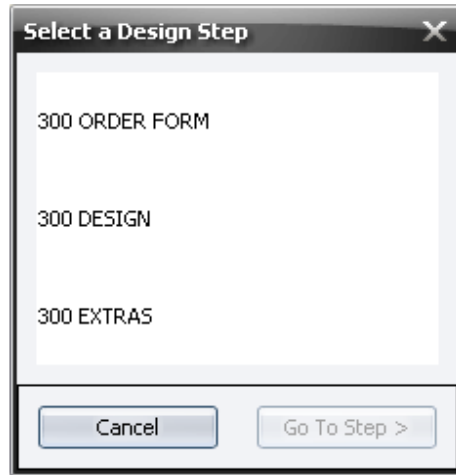 Select a Design Step
300 ORDER FORM
300 DESIGN
300 EXTRAS
Cancel
Go To Step >